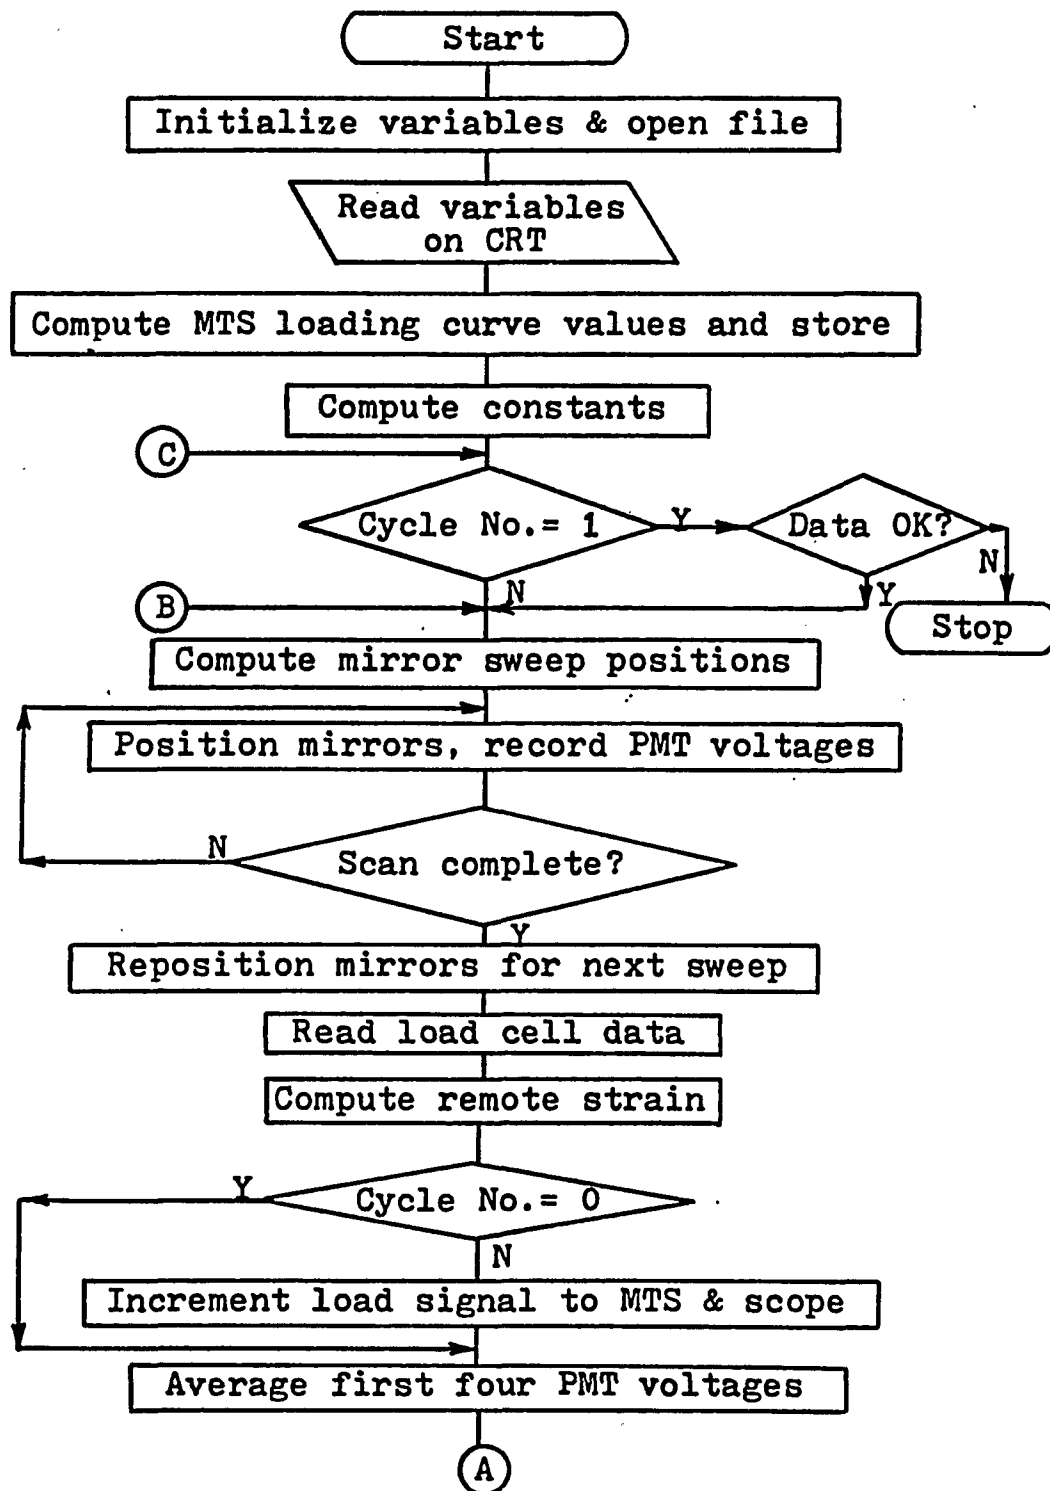 Start
Initialize variables & open file
Read variables
on CRT
Compute MTS loading curve values and store
Compute constants
C
Cycle No.= 1
Y
Data OK?
N
Y
Stop
N
B
Compute mirror sweep positions
Position mirrors, record PMT voltages
N
Scan complete?
Y
Reposition mirrors for next sweep
Read load cell data
Compute remote strain
Y
Cycle No.= 0
N
Increment load signal to MTS & scope
Average first four PMT voltages
A